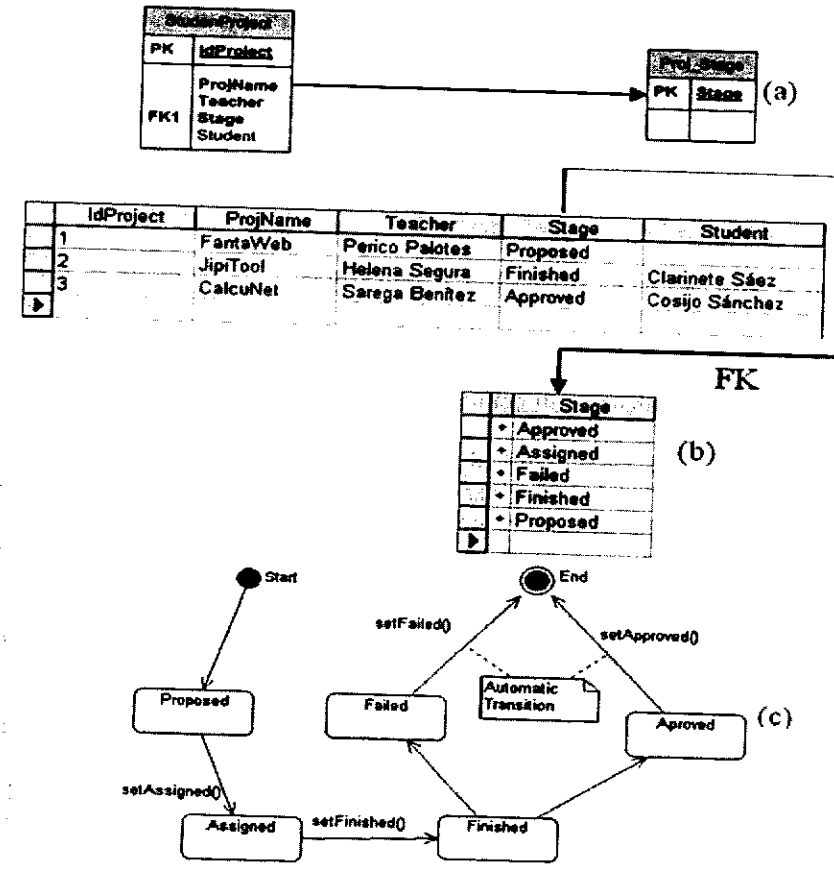 StudenProject
PK IdProject
ProjName
Teacher
FK1 Stage
Student
Proj_Stage
PK Stage
(a)
IdProject ProjName Teacher Stage Student
1 FantaWeb Perico Palotes Proposed
2 JipiTool Helena Segura Finished Clarinete Sáez
3 CalcuNet Sarega Benítez Approved Cosijo Sánchez
FK
Stage
+ Approved
+ Assigned
+ Failed
+ Finished
+ Proposed
(b)
Start
End
setFailed()
setApproved()
Automatic
Transition
Proposed
Failed
Aproved
(c)
setAssigned()
Assigned
setFinished()
Finished